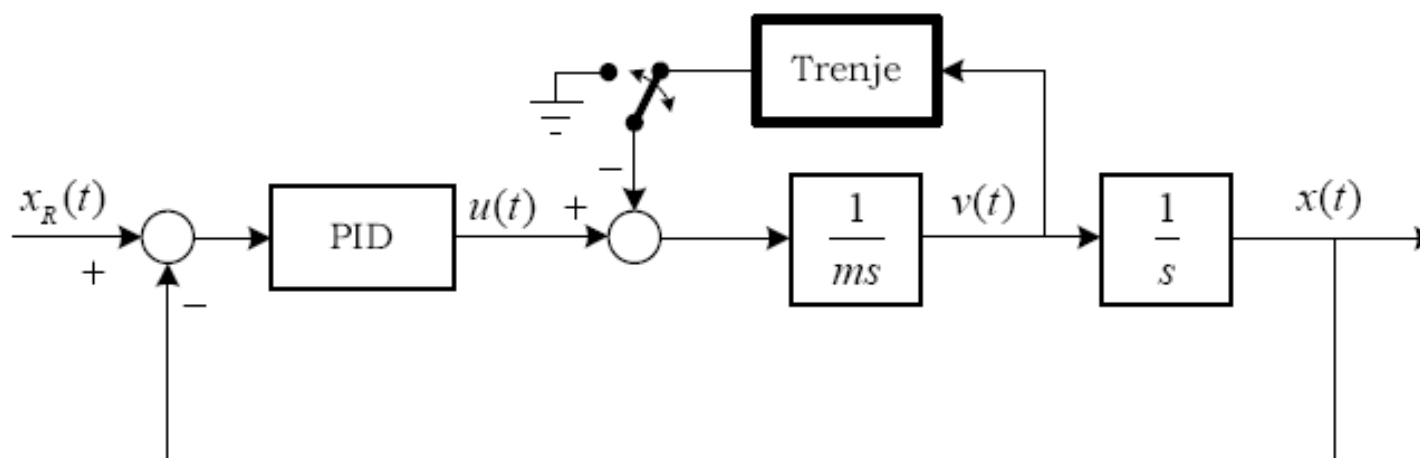 Trenje
x_R(t)
+
−
PID
u(t)
+
−
1
ms
v(t)
1
s
x(t)